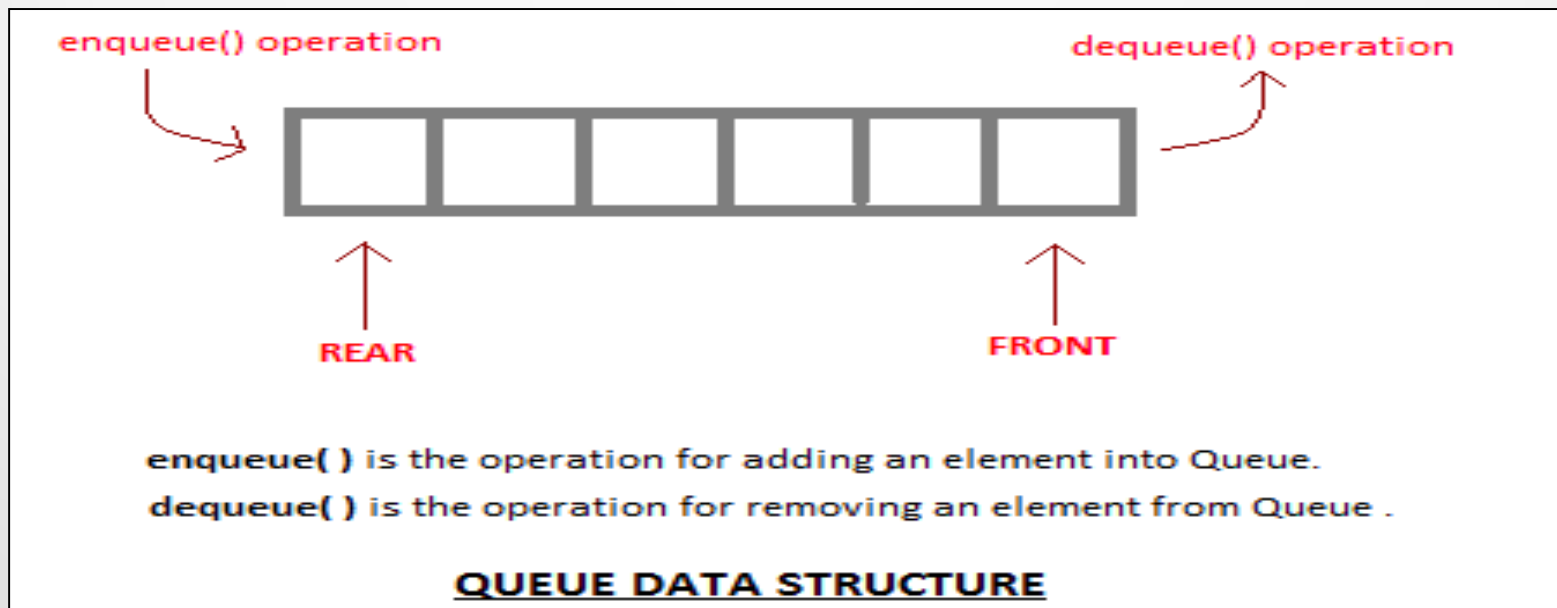 enqueue() operation
dequeue() operation
REAR
FRONT
enqueue( ) is the operation for adding an element into Queue.
dequeue( ) is the operation for removing an element from Queue .
QUEUE DATA STRUCTURE